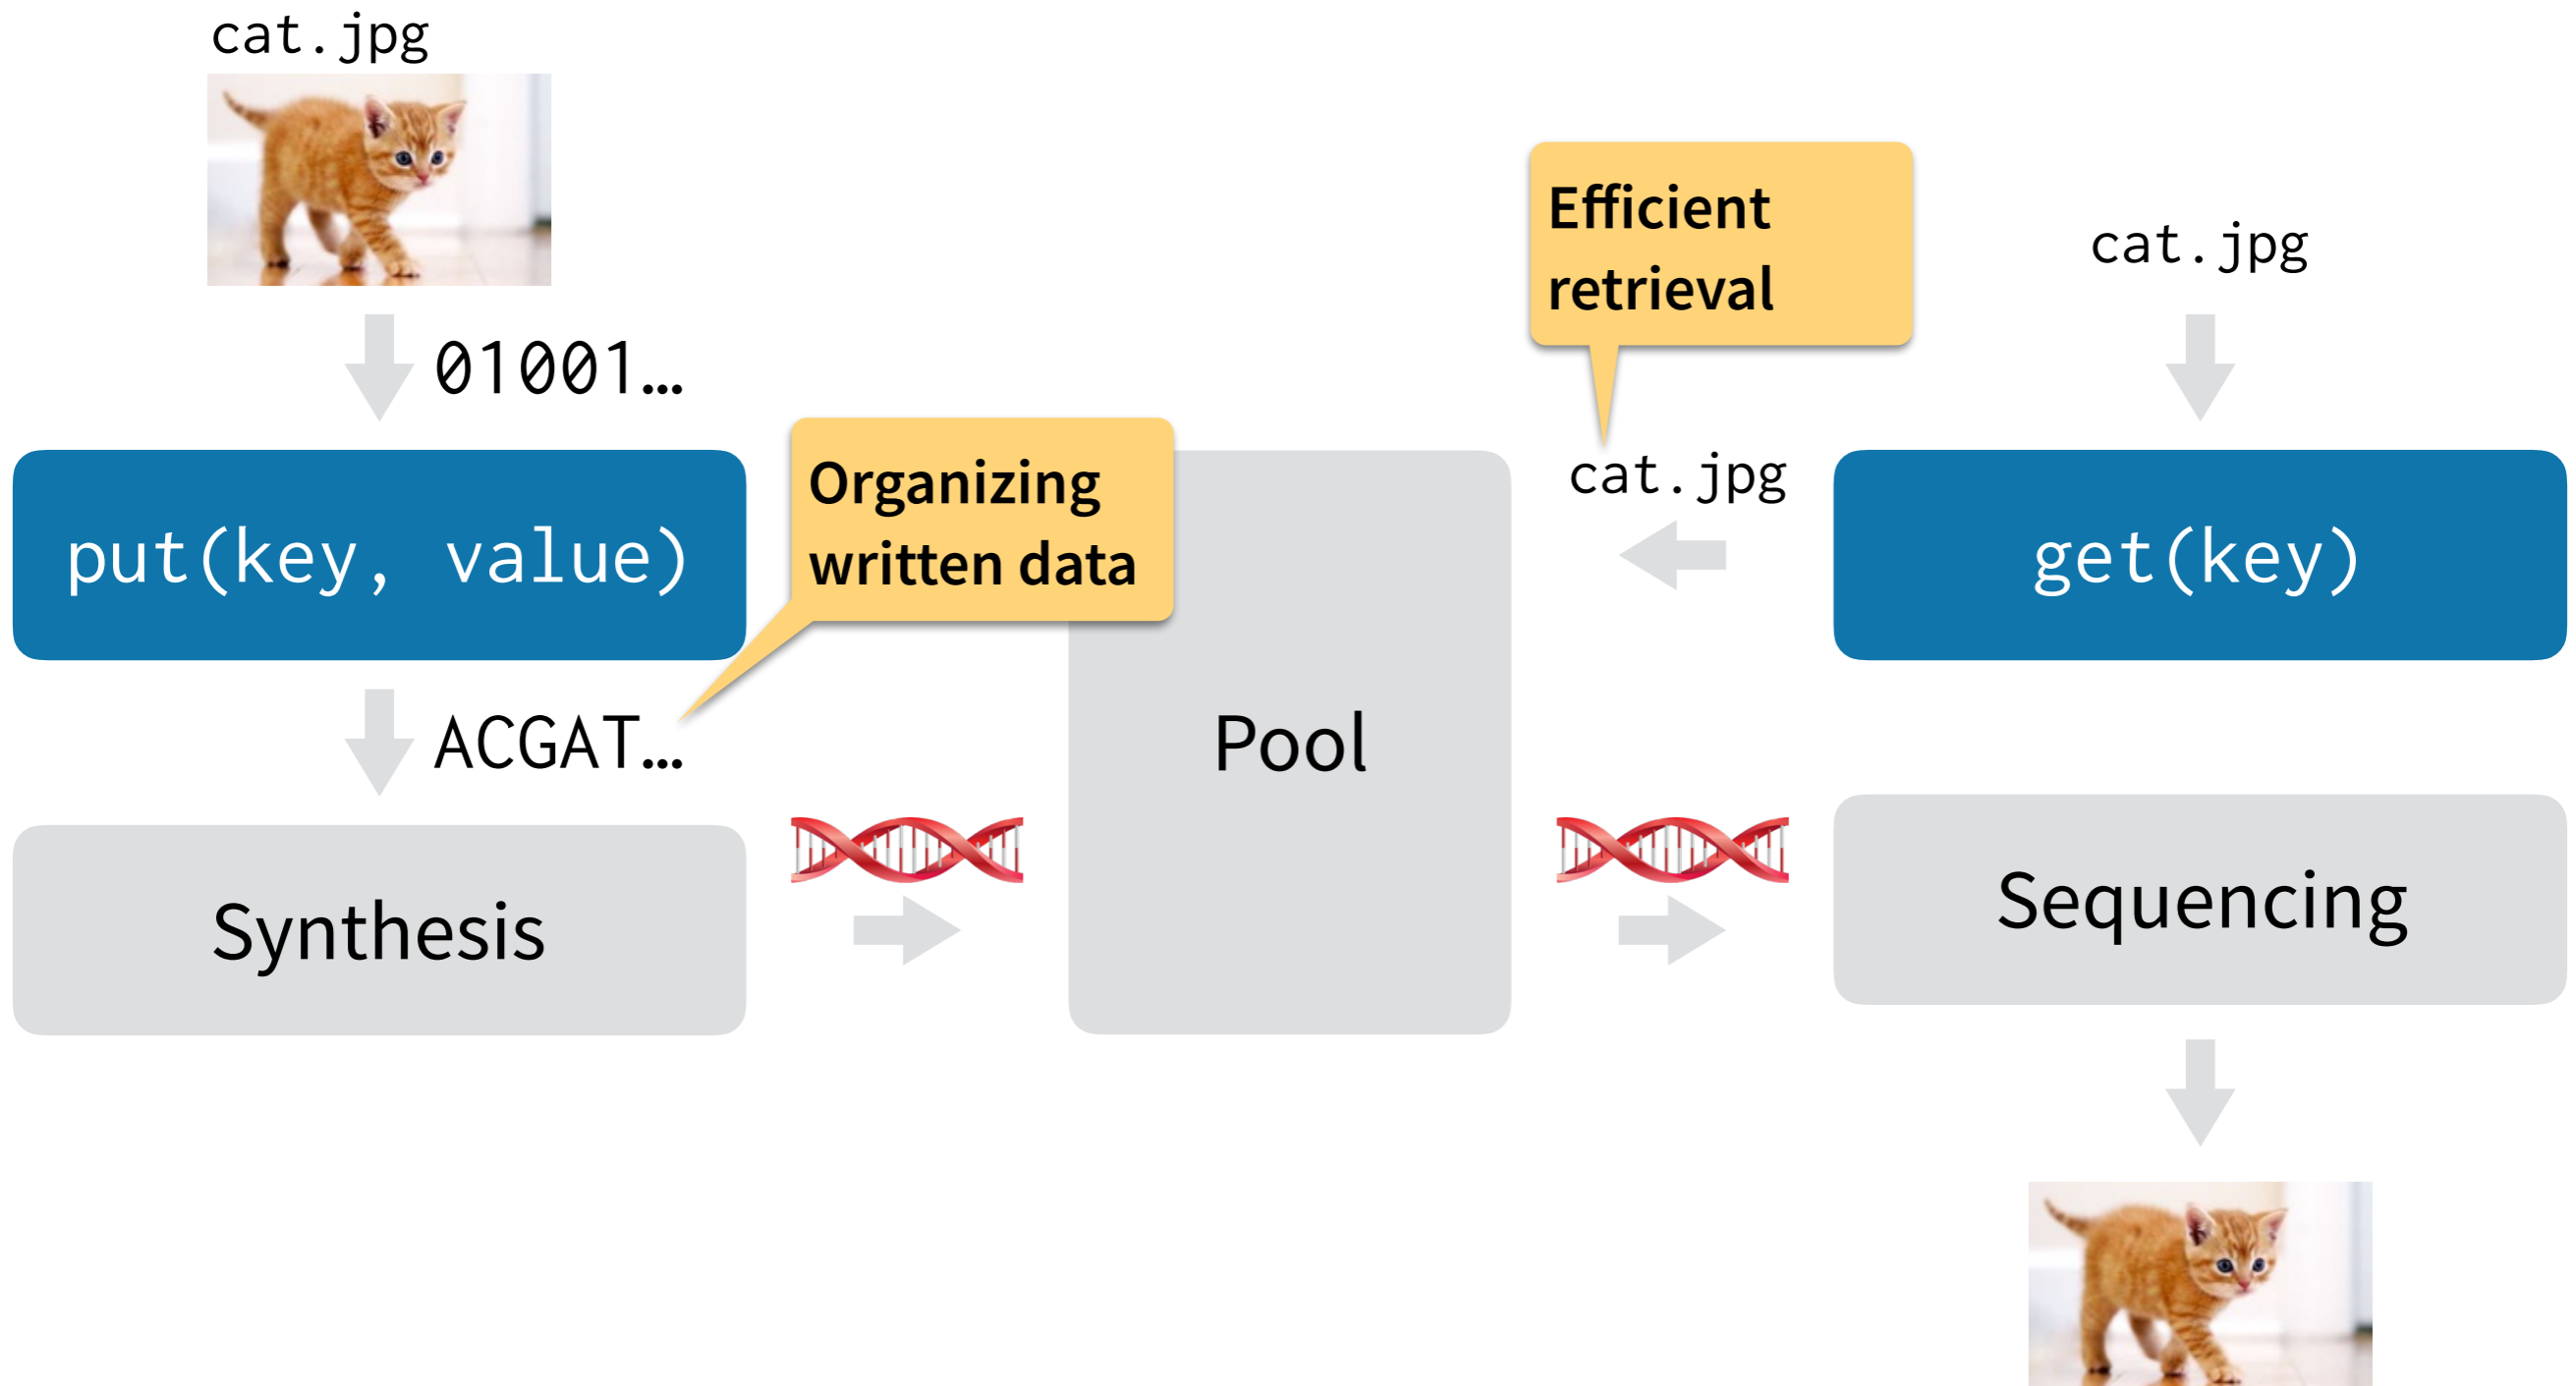 cat.jpg
01001…
put(key, value)
Organizing
written data
ACGAT…
Synthesis
Pool
Efficient
retrieval
cat.jpg
cat.jpg
get(key)
Sequencing